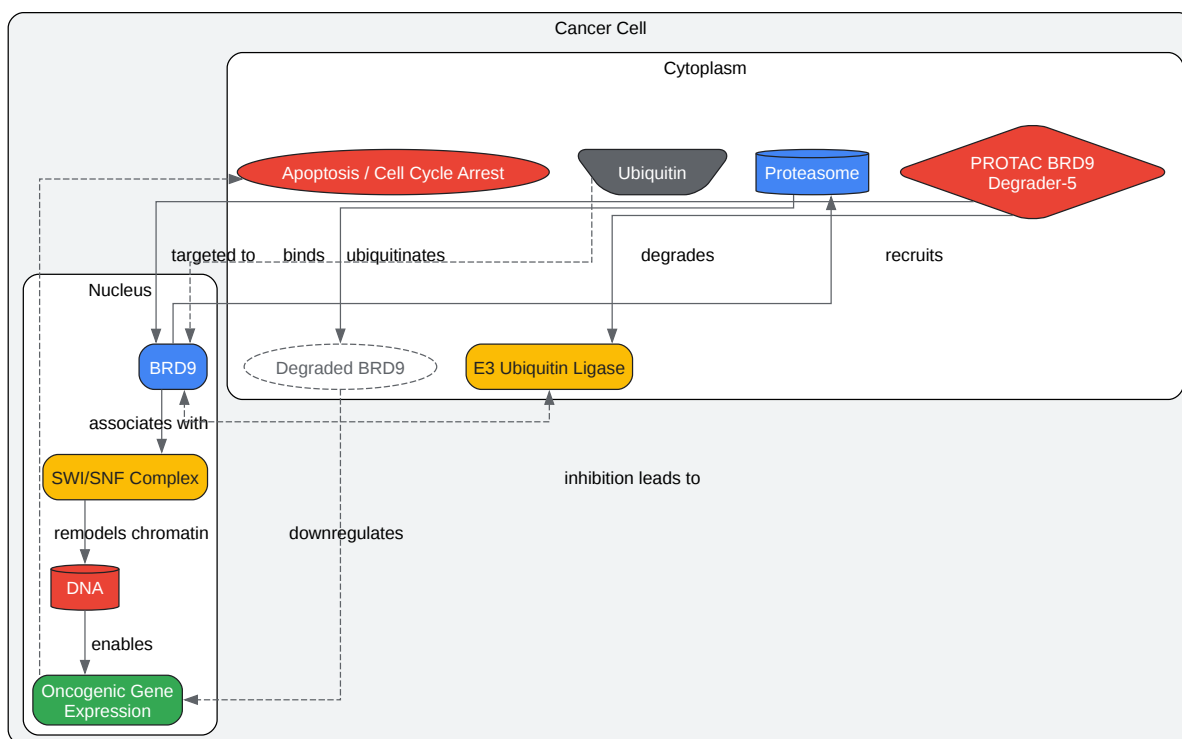 Cancer Cell
Cytoplasm
Apoptosis / Cell Cycle Arrest
Ubiquitin
Proteasome
PROTAC BRD9
Degrader-5
targeted to
binds
ubiquitinates
degrades
recruits
Nucleus
BRD9
Degraded BRD9
E3 Ubiquitin Ligase
associates with
SWI/SNF Complex
inhibition leads to
remodels chromatin
downregulates
DNA
enables
Oncogenic Gene
Expression